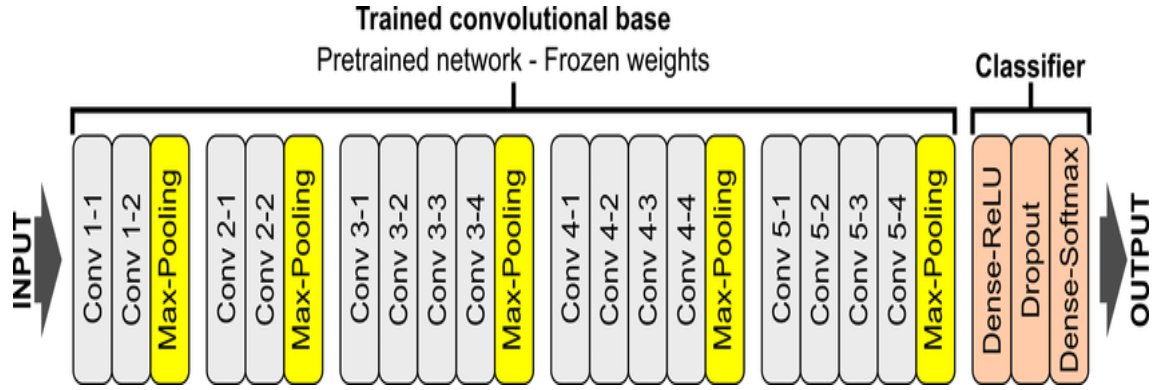 Trained convolutional base
Pretrained network - Frozen weights
Classifier
INPUT
Conv 1-1
Conv 1-2
Max-Pooling
Conv 2-1
Conv 2-2
Max-Pooling
Conv 3-1
Conv 3-2
Conv 3-3
Conv 3-4
Max-Pooling
Conv 4-1
Conv 4-2
Conv 4-3
Conv 4-4
Max-Pooling
Conv 5-1
Conv 5-2
Conv 5-3
Conv 5-4
Max-Pooling
Dense-ReLU
Dropout
Dense-Softmax
OUTPUT